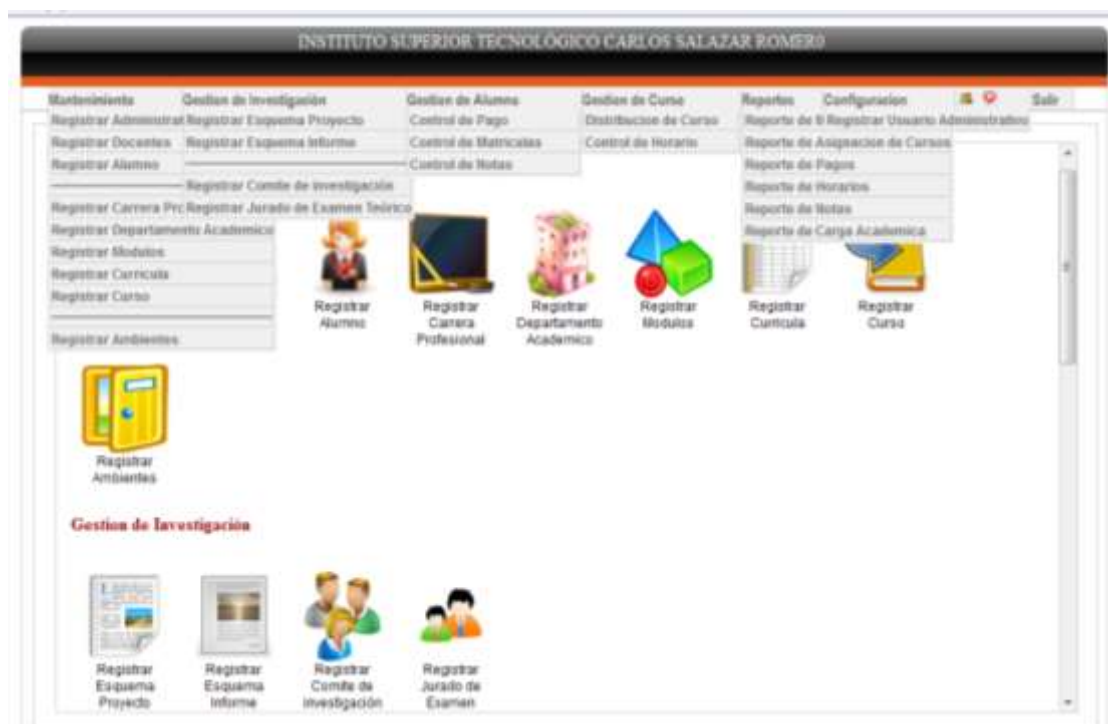 INSTITUTO SUPERIOR TECNOLÓGICO CARLOS SALAZAR ROMERO
Mantenimiento Gestion de Investigación Gestion de Alumno Gestion de Curso Reportes Configuracion Salir
Registrar Administrat Registrar Esquema Proyecto Control de Pago Distribucion de Curso Reporte de Registrar Usuario Administrativo
Registrar Docentes Registrar Esquema Informe Control de Matriculas Control de Horario Reporte de Asignacion de Cursos
Registrar Alumno Control de Notas Reporte de Pagos
Registrar Comite de investigación Reporte de Horarios
Registrar Carrera Pro Registrar Jurado de Examen Teórico Reporte de Notas
Registrar Departamento Academico Reporte de Carga Academica
Registrar Modulos
Registrar Curricula
Registrar Curso
Registrar Ambientes
Registrar Alumno
Registrar Carrera Profesional
Registrar Departamento Academico
Registrar Modulos
Registrar Curricula
Registrar Curso
Registrar Ambientes
Gestion de Investigación
Registrar Esquema Proyecto
Registrar Esquema Informe
Registrar Comite de investigación
Registrar Jurado de Examen